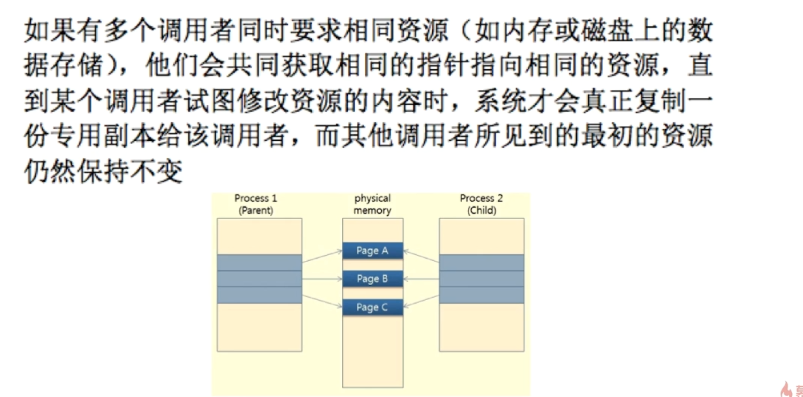 如果有多个调用者同时要求相同资源（如内存或磁盘上的数
据存储），他们会共同获取相同的指针指向相同的资源，直
到某个调用者试图修改资源的内容时，系统才会真正复制一
份专用副本给该调用者，而其他调用者所见到的最初的资源
仍然保持不变
Process 1
(Parent)
physical
memory
Process 2
(Child)
Page A
Page B
Page C